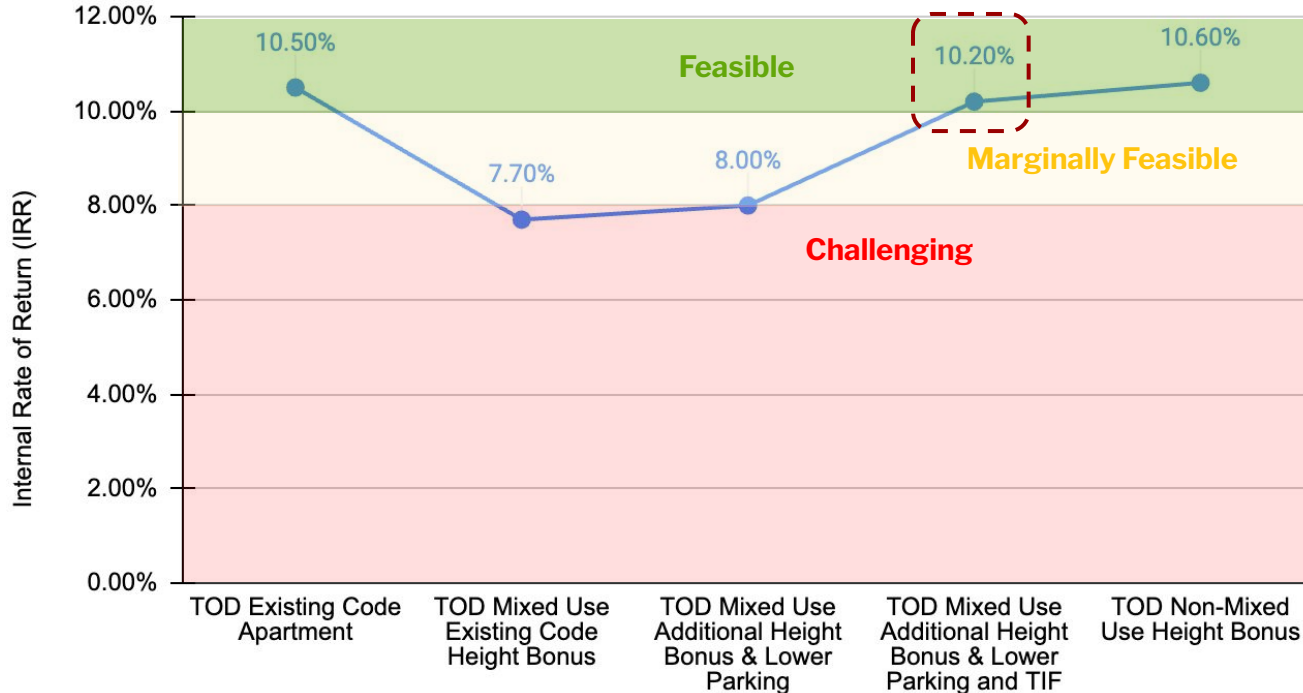 12.00%
10.50%
Feasible
10.20%
10.60%
10.00%
7.70%
8.00%
Marginally Feasible
8.00%
Challenging
Internal Rate of Return (IRR)
6.00%
4.00%
2.00%
0.00%
TOD Existing Code
Apartment
TOD Mixed Use
Existing Code
Height Bonus
TOD Mixed Use
Additional Height
Bonus & Lower
Parking
TOD Mixed Use
Additional Height
Bonus & Lower
Parking and TIF
TOD Non-Mixed
Use Height Bonus